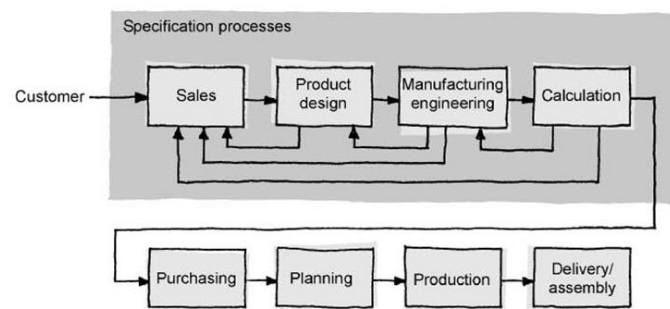 Specification processes
Customer
Sales
Product
design
Manufacturing
engineering
Calculation
Purchasing
Planning
Production
Delivery/
assembly